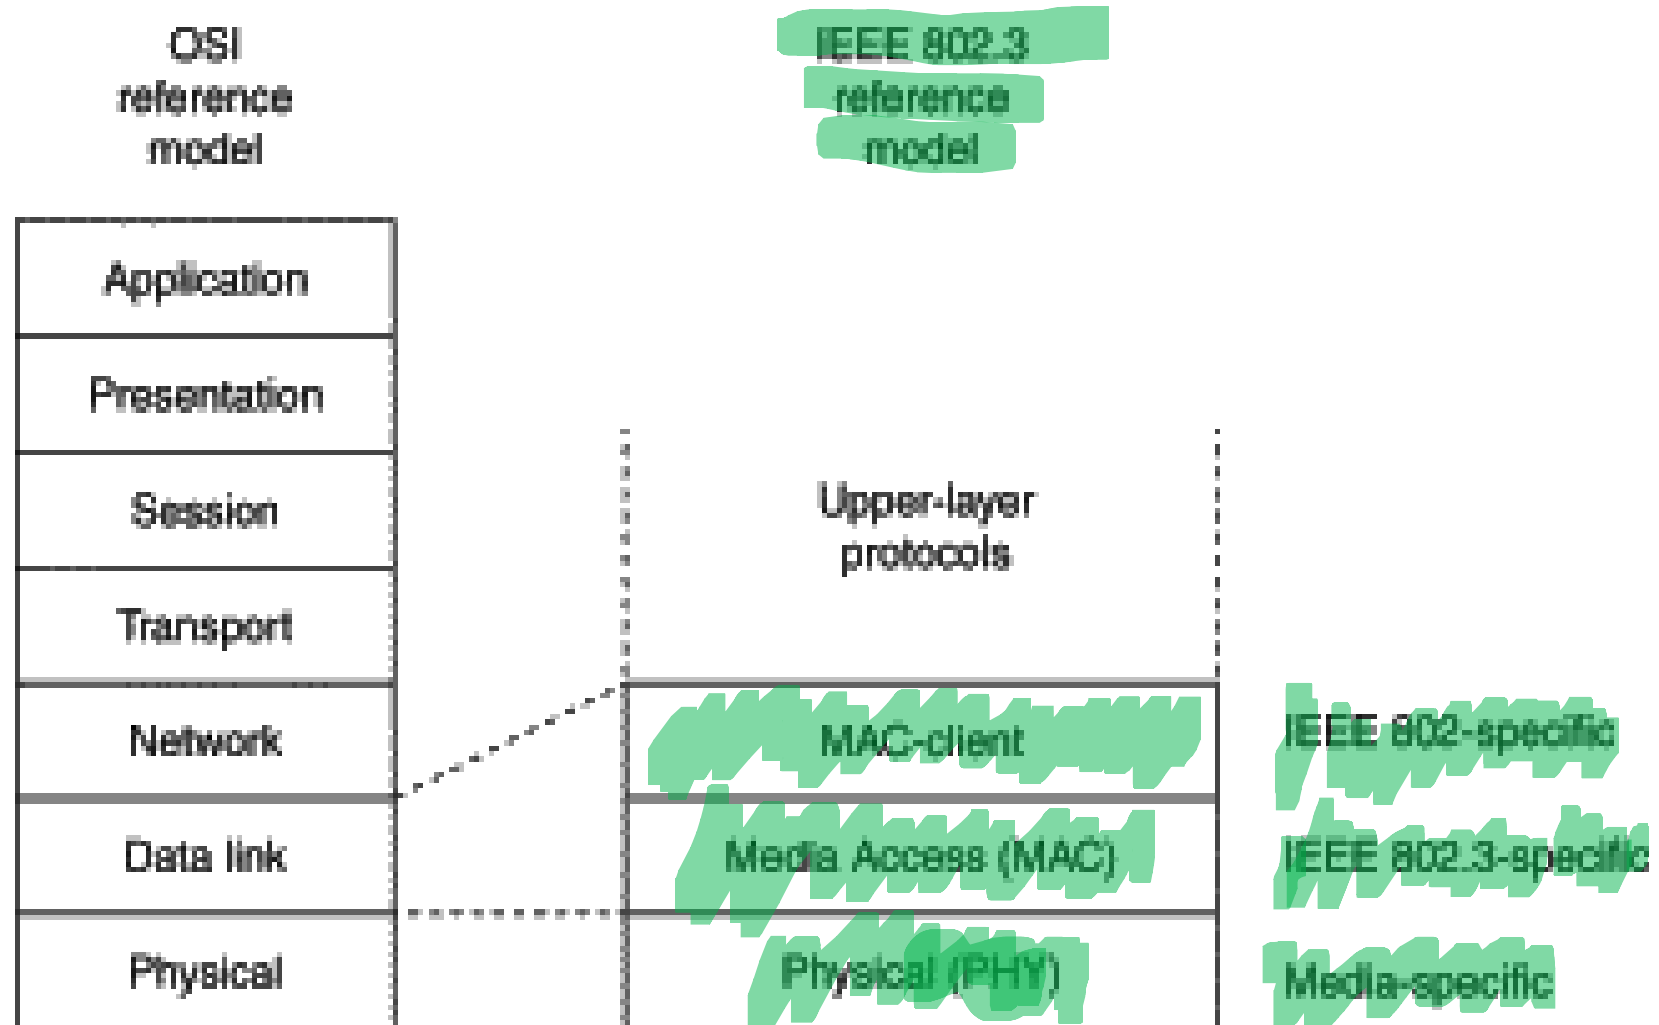 OSI
reference
model
IEEE 802.3
reference
model
Application
Presentation
Session
Transport
Network
Data link
Physical
Upper-layer
protocols
MAC-client
Media Access (MAC)
Physical (PHY)
IEEE 802-specific
IEEE 802.3-specific
Media-specific